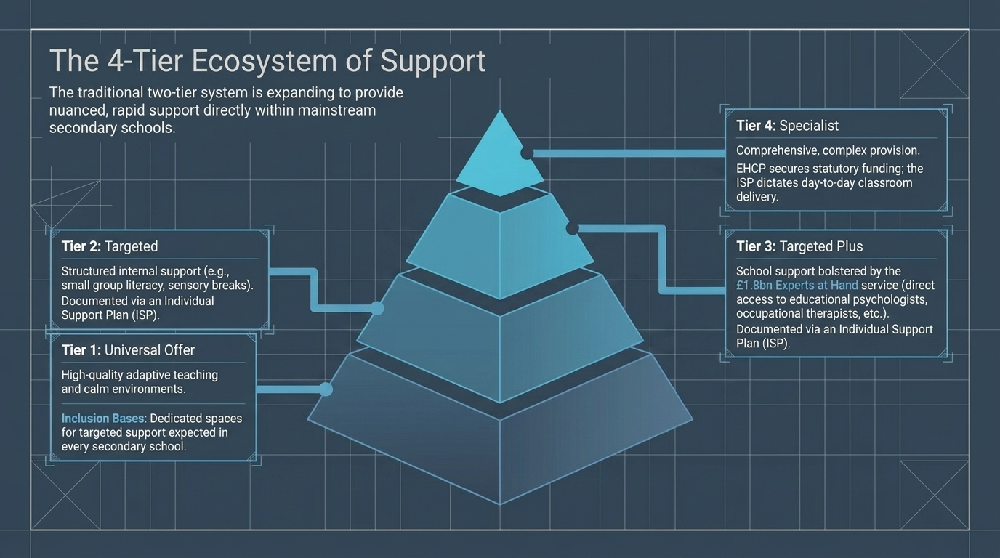 The 4-Tier Ecosystem of Support
The traditional two-tier system is expanding to provide
nuanced, rapid support directly within mainstream
secondary schools.
Tier 4: Specialist
Comprehensive, complex provision.
EHCP secures statutory funding; the
ISP dictates day-to-day classroom
delivery.
Tier 3: Targeted Plus
School support bolstered by the
£1.8bn Experts at Hand service (direct
access to educational psychologists,
occupational therapists, etc.).
Documented via an Individual Support
Plan (ISP).
Tier 2: Targeted
Structured internal support (e.g.,
small group literacy, sensory breaks).
Documented via an Individual
Support Plan (ISP).
Tier 1: Universal Offer
High-quality adaptive teaching
and calm environments.
Inclusion Bases: Dedicated spaces
for targeted support expected in
every secondary school.